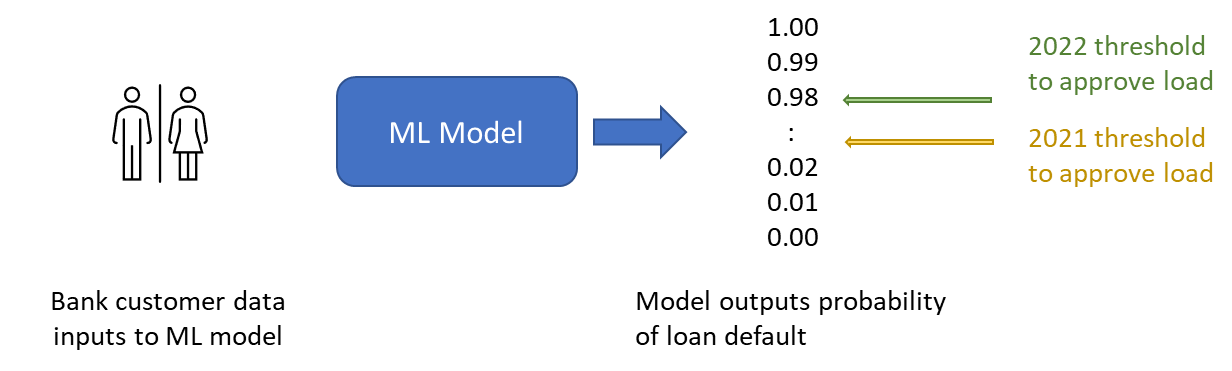 1.00
0.99
0.98
:
0.02
0.01
0.00
2022 threshold
to approve load
2021 threshold
to approve load
ML Model
Bank customer data
inputs to ML model
Model outputs probability
of loan default